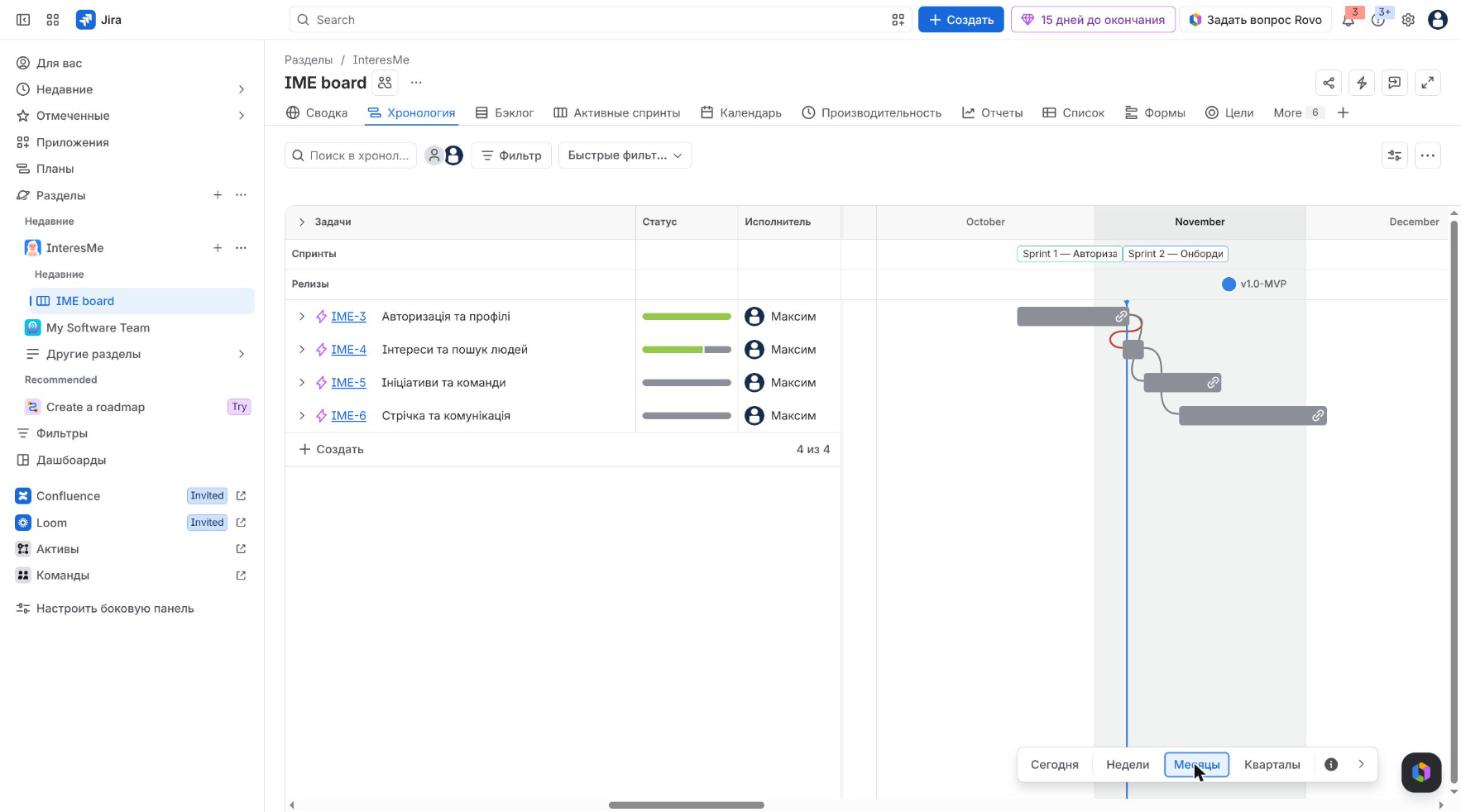 Jira
Search
Создать
15 дней до окончания
Задать вопрос Rovo
3
3+
Для вас
Недавние
Отмеченные
Приложения
Планы
Разделы
Недавние
InteresMe
Недавние
IME board
My Software Team
Другие разделы
Recommended
Create a roadmap
Try
Фильтры
Дашборды
Confluence
Invited
Loom
Invited
Активы
Команды
Настроить боковую панель
Разделы / InteresMe
IME board
Сводка
Хронология
Бэклог
Активные спринты
Календарь
Производительность
Отчеты
Список
Формы
Цели
More 6
Поиск в хронол...
Фильтр
Быстрые фильт...
Задачи
Статус
Исполнитель
October
November
December
Спринты
Sprint 1 — Авториза
Sprint 2 — Онборди
Релизы
v1.0-MVP
IME-3 Авторизація та профілі Максим
IME-4 Інтереси та пошук людей Максим
IME-5 Ініціативи та команди Максим
IME-6 Стрічка та комунікація Максим
Создать
4 из 4
Сегодня
Недели
Месяцы
Кварталы